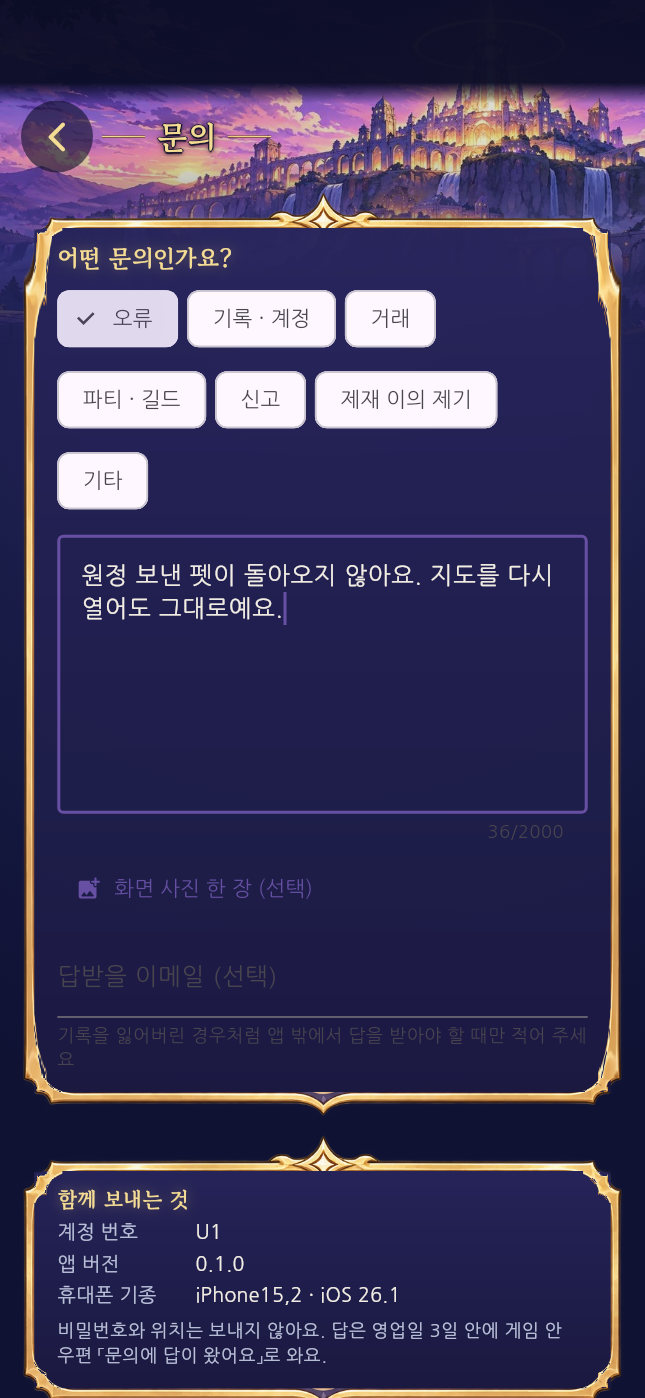 문의
어떤 문의인가요?
오류
기록 · 계정
거래
파티 · 길드
신고
제재 이의 제기
기타
원정 보낸 펫이 돌아오지 않아요. 지도를 다시
열어도 그대로예요.
36/2000
화면 사진 한 장 (선택)
답받을 이메일 (선택)
기록을 잃어버린 경우처럼 앱 밖에서 답을 받아야 할 때만 적어 주세
요
함께 보내는 것
계정 번호 U1
앱 버전 0.1.0
휴대폰 기종 iPhone15,2 · iOS 26.1
비밀번호와 위치는 보내지 않아요. 답은 영업일 3일 안에 게임 안
우편 「문의에 답이 왔어요」로 와요.